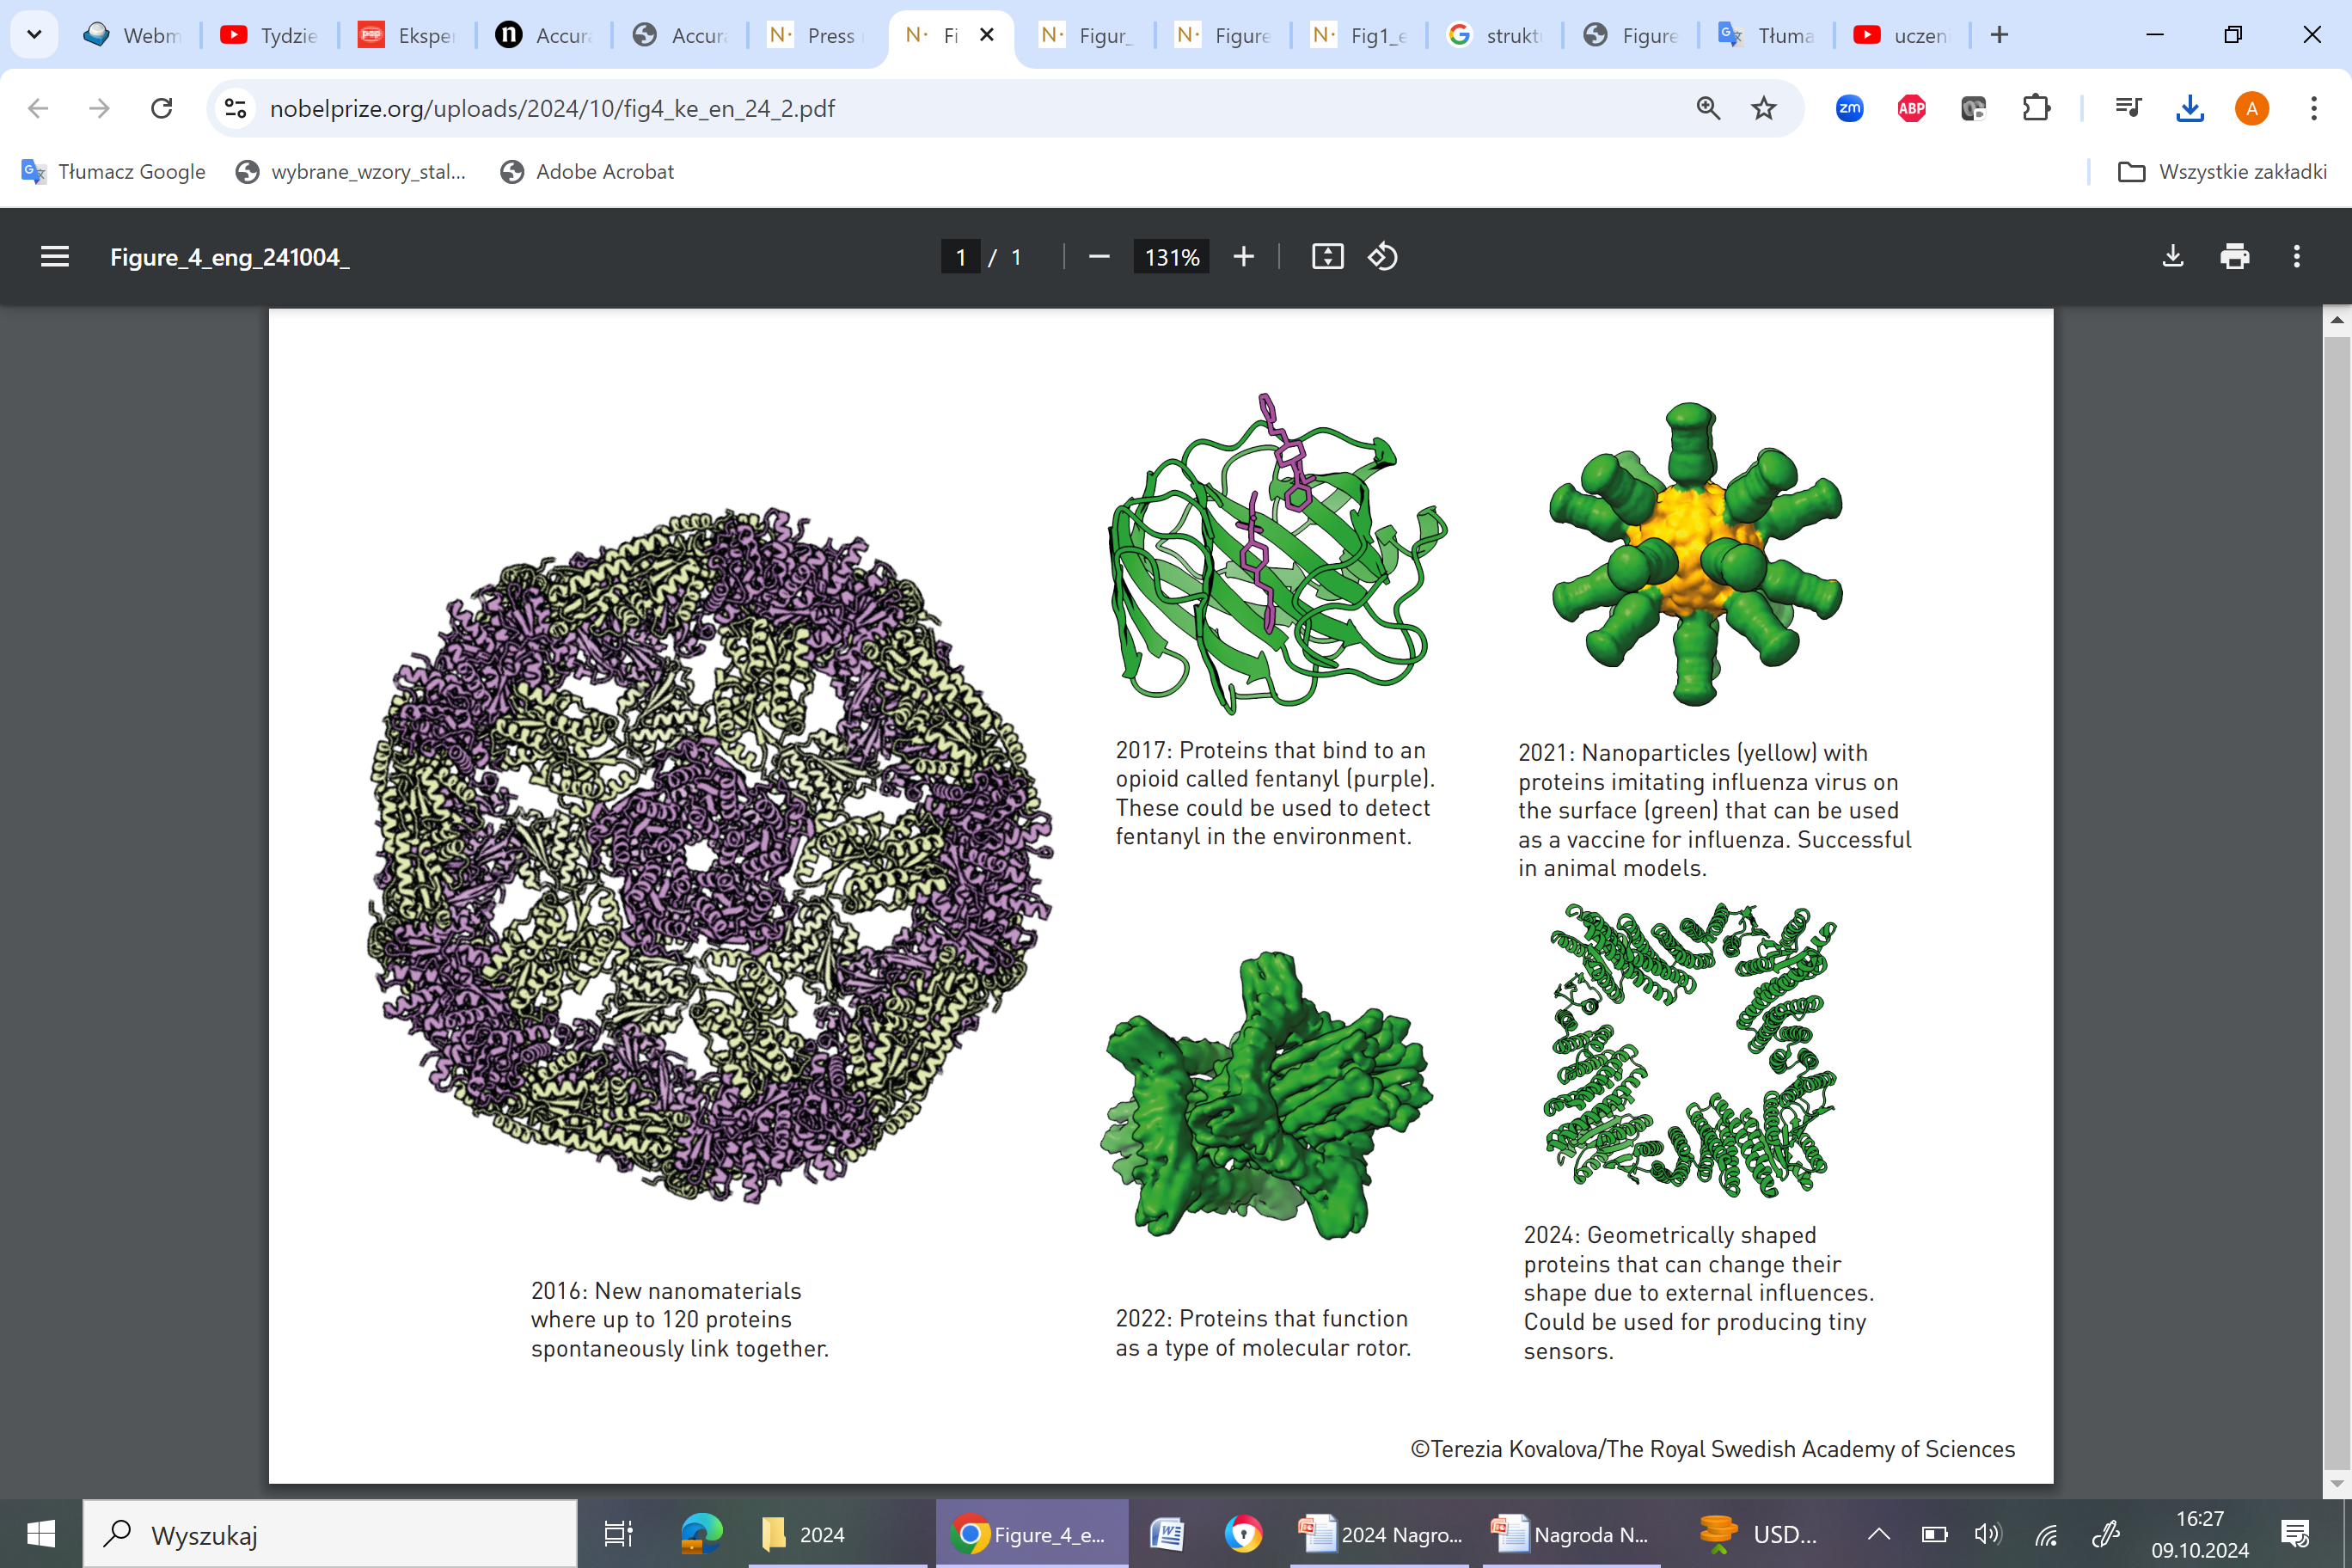 Webm
Tydzie
Eksper
Accura
Accura
Press
Fi
Figur_
Figure
Fig1_e
struktu
Figure
Tłuma
uczen
nobelprize.org/uploads/2024/10/fig4_ke_en_24_2.pdf
zm
ABP
A
Tłumacz Google
wybrane_wzory_stal...
Adobe Acrobat
Wszystkie zakładki
Figure_4_eng_241004_
1 / 1
131%
2017: Proteins that bind to an
opioid called fentanyl (purple).
These could be used to detect
fentanyl in the environment.
2021: Nanoparticles (yellow) with
proteins imitating influenza virus on
the surface (green) that can be used
as a vaccine for influenza. Successful
in animal models.
2016: New nanomaterials
where up to 120 proteins
spontaneously link together.
2022: Proteins that function
as a type of molecular rotor.
2024: Geometrically shaped
proteins that can change their
shape due to external influences.
Could be used for producing tiny
sensors.
©Terezia Kovalova/The Royal Swedish Academy of Sciences
Wyszukaj
2024
Figure_4_e...
2024 Nagro...
Nagroda N...
USD...
16:27
09.10.2024